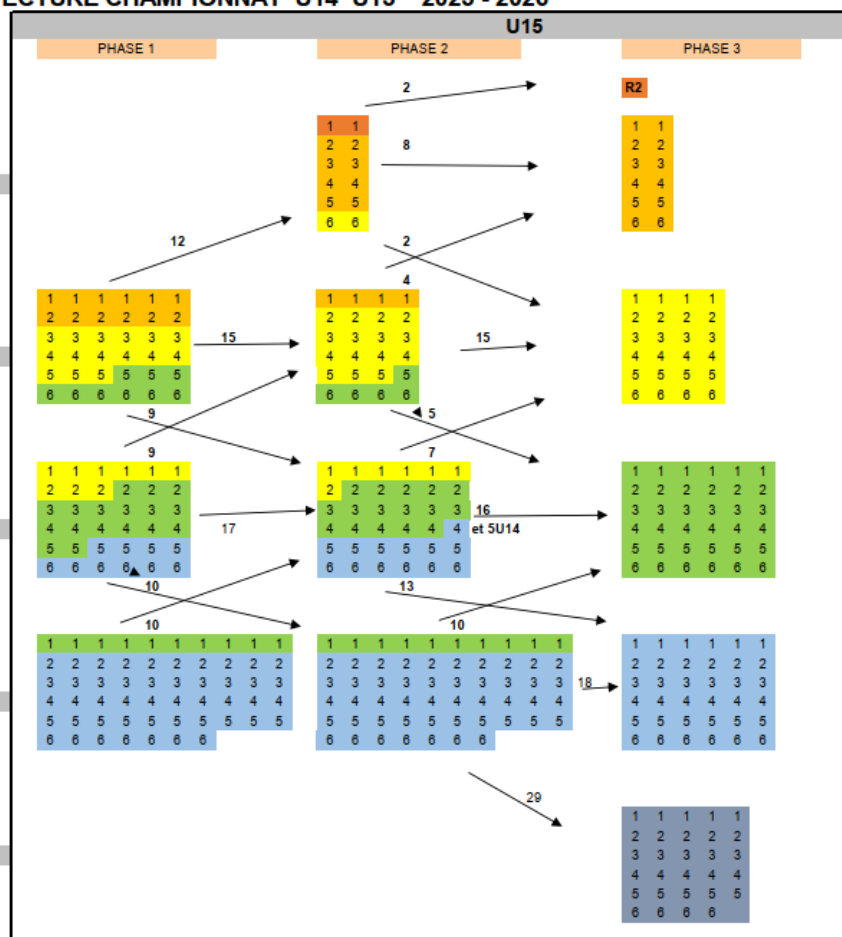 ECTURE CHAMPIONNAT U14 U15 2025 - 2026
U15
PHASE 1 PHASE 2 PHASE 3
2 R2
1 1 1 1
2 2 8 2 2
3 3 3 3
4 4 4 4
5 5 5 5
6 6 6 6
12 2
4
1 1 1 1 1 1 1 1 1 1 1 1 1 1
2 2 2 2 2 2 2 2 2 2 2 2 2 2
3 3 3 3 3 3 15 3 3 3 3 15 3 3 3 3
4 4 4 4 4 4 4 4 4 4 4 4 4 4
5 5 5 5 5 5 5 5 5 5 5 5 5 5
6 6 6 6 6 6 6 6 6 6 6 6 6 6
9 5
9 7
1 1 1 1 1 1 1 1 1 1 1 1 1 1 1 1 1 1
2 2 2 2 2 2 2 2 2 2 2 2 2 2 2 2 2 2
3 3 3 3 3 3 3 3 3 3 3 3 16 3 3 3 3 3 3
4 4 4 4 4 4 17 4 4 4 4 4 4 et 5U14 4 4 4 4 4 4
5 5 5 5 5 5 5 5 5 5 5 5 5 5 5 5 5 5
6 6 6 6 6 6 6 6 6 6 6 6 6 6 6 6 6 6
10 13
10 10
1 1 1 1 1 1 1 1 1 1 1 1 1 1 1 1 1 1 1 1 1 1 1 1 1 1
2 2 2 2 2 2 2 2 2 2 2 2 2 2 2 2 2 2 2 2 2 2 2 2 2 2
3 3 3 3 3 3 3 3 3 3 3 3 3 3 3 3 3 3 3 3 18 3 3 3 3 3 3
4 4 4 4 4 4 4 4 4 4 4 4 4 4 4 4 4 4 4 4 4 4 4 4 4 4
5 5 5 5 5 5 5 5 5 5 5 5 5 5 5 5 5 5 5 5 5 5 5 5 5 5
6 6 6 6 6 6 6 6 6 6 6 6 6 6 6 6 6 6 6 6
29
1 1 1 1 1
2 2 2 2 2
3 3 3 3 3
4 4 4 4 4
5 5 5 5 5
6 6 6 6